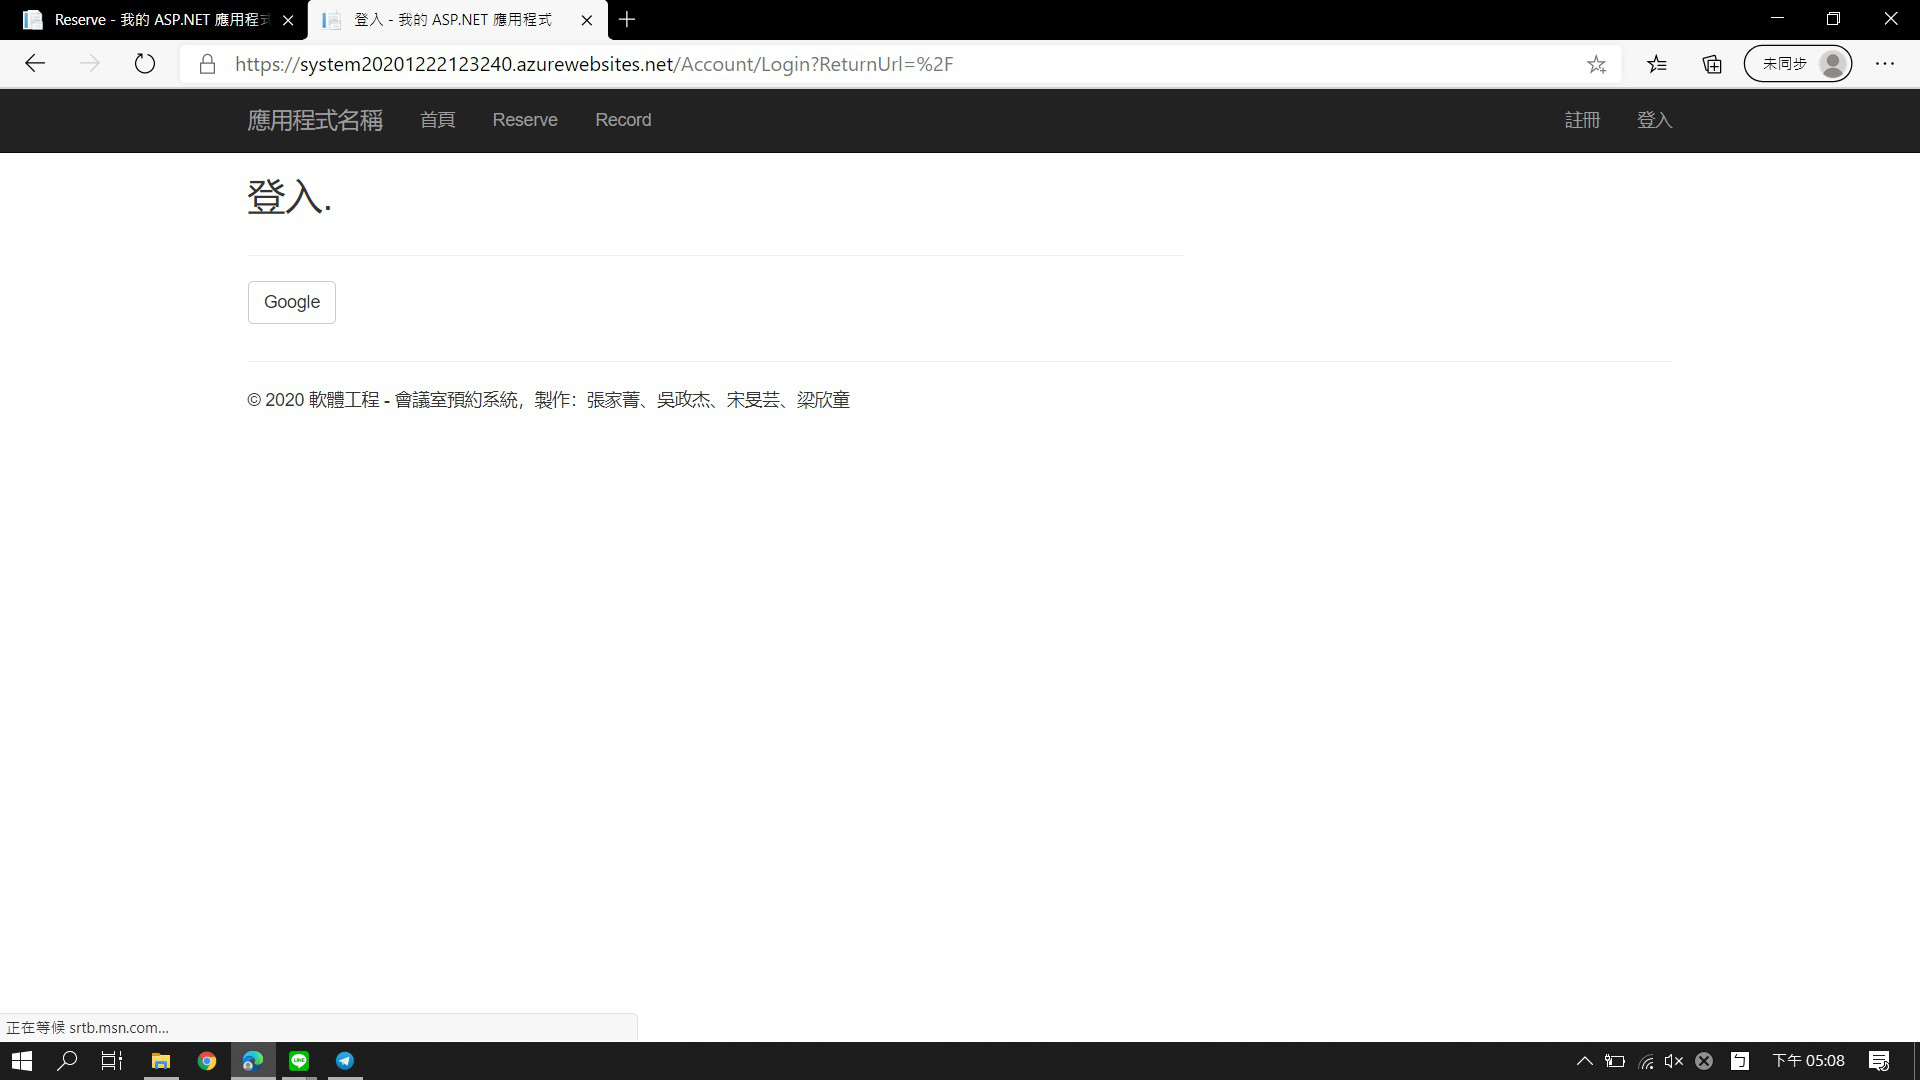 Reserve - 我的 ASP.NET 應用程式
登入 - 我的 ASP.NET 應用程式
https://system20201222123240.azurewebsites.net/Account/Login?ReturnUrl=%2F
未同步
應用程式名稱 首頁 Reserve Record 註冊 登入
登入.
Google
© 2020 軟體工程 - 會議室預約系統，製作：張家菁、吳政杰、宋旻芸、梁欣童
正在等候 srtb.msn.com...
LINE
ㄅ
下午 05:08